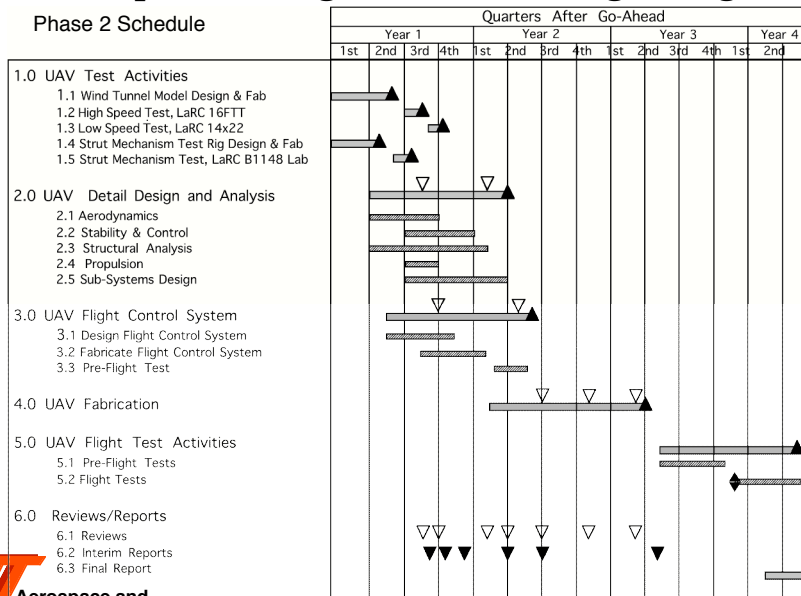 Phase 2 Schedule
Quarters After Go-Ahead
Year 1 Year 2 Year 3 Year 4
1st 2nd 3rd 4th 1st 2nd 3rd 4th 1st 2nd 3rd 4th 1st 2nd
1.0 UAV Test Activities
1.1 Wind Tunnel Model Design & Fab
1.2 High Speed Test, LaRC 16FTT
1.3 Low Speed Test, LaRC 14x22
1.4 Strut Mechanism Test Rig Design & Fab
1.5 Strut Mechanism Test, LaRC B1148 Lab
2.0 UAV Detail Design and Analysis
2.1 Aerodynamics
2.2 Stability & Control
2.3 Structural Analysis
2.4 Propulsion
2.5 Sub-Systems Design
3.0 UAV Flight Control System
3.1 Design Flight Control System
3.2 Fabricate Flight Control System
3.3 Pre-Flight Test
4.0 UAV Fabrication
5.0 UAV Flight Test Activities
5.1 Pre-Flight Tests
5.2 Flight Tests
6.0 Reviews/Reports
6.1 Reviews
6.2 Interim Reports
6.3 Final Report
Aerospace and